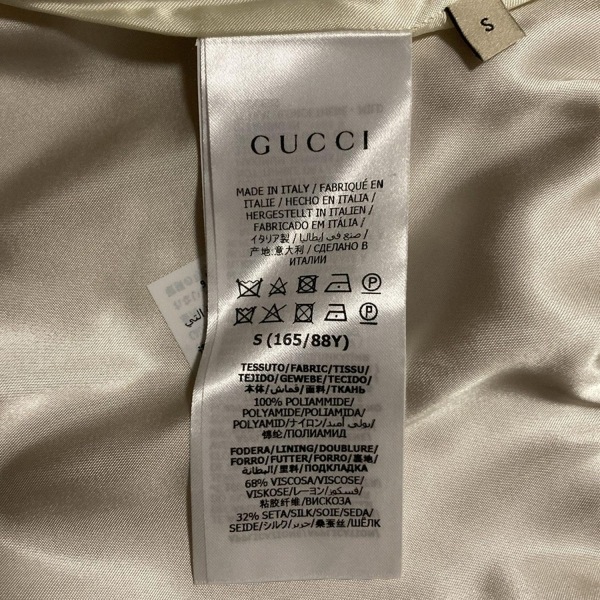 S
GUCCI
MADE IN ITALY / FABRIQUÉ EN
ITALIE / HECHO EN ITALIA /
HERGESTELLT IN ITALIEN /
FABRICADO EM ITÁLIA /
イタリア製 / صنع في إيطاليا /
产地:意大利 / СДЕЛАНО В
ИТАЛИИ
P
P
S (165/88Y)
TESSUTO/FABRIC/TISSU/
TEJIDO/GEWEBE/TECIDO/
本体/قماش/面料/ТКАНЬ
100% POLIAMMIDE/
POLYAMIDE/POLIAMIDA/
POLYAMID/ナイロン/بولي أميد/
锦纶/ПОЛИАМИД
FODERA/LINING/DOUBLURE/
FORRO/FUTTER/FORRO/裏地/
البطانة/里料/ПОДКЛАДКА
68% VISCOSA/VISCOSE/
VISKOSE/レーヨン/فسكوز/
粘胶纤维/ВИСКОЗА
32% SETA/SILK/SOIE/SEDA/
SEIDE/シルク/حرير/桑蚕丝/ШЁЛК